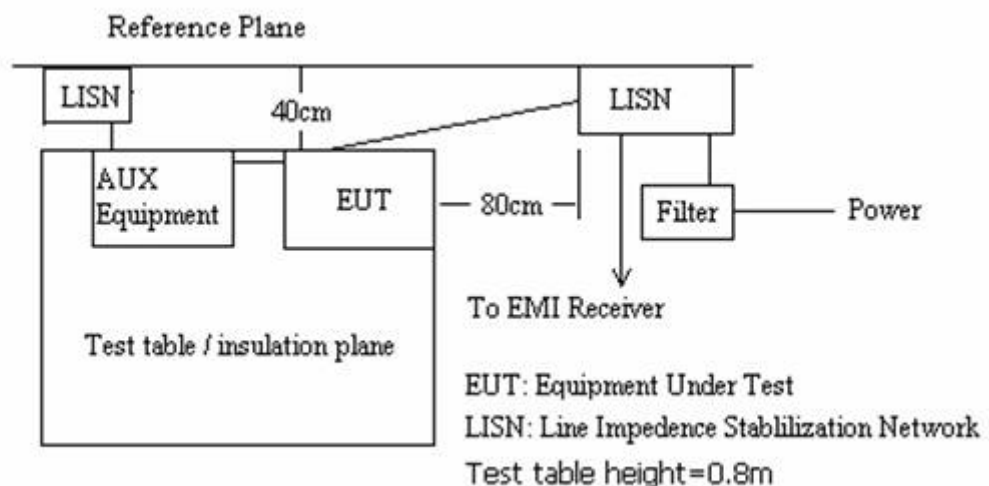 Reference Plane
LISN
40cm
LISN
AUX
Equipment
EUT
80cm
Filter
Power
To EMI Receiver
Test table / insulation plane
EUT: Equipment Under Test
LISN: Line Impedence Stablilization Network
Test table height=0.8m